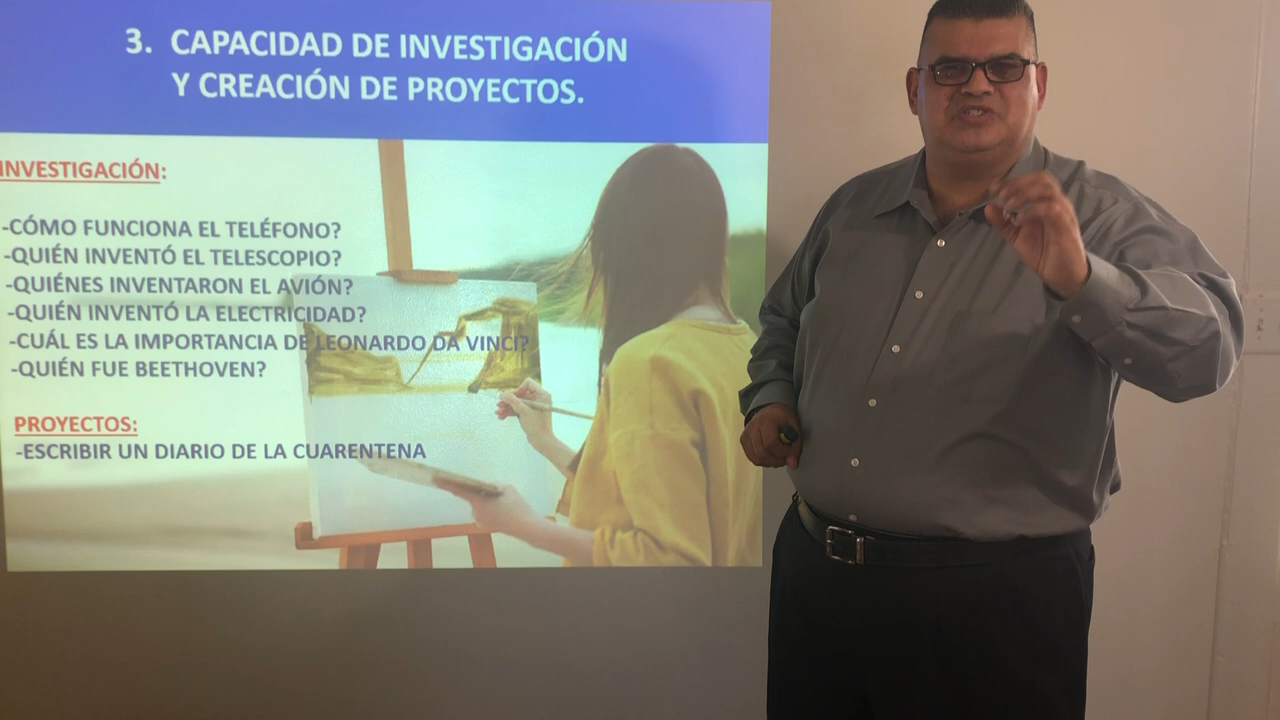 3. CAPACIDAD DE INVESTIGACIÓN
Y CREACIÓN DE PROYECTOS.
INVESTIGACIÓN:
-CÓMO FUNCIONA EL TELÉFONO?
-QUIÉN INVENTÓ EL TELESCOPIO?
-QUIÉNES INVENTARON EL AVIÓN?
-QUIÉN INVENTÓ LA ELECTRICIDAD?
-CUÁL ES LA IMPORTANCIA DE LEONARDO DA VINCI?
-QUIÉN FUE BEETHOVEN?
PROYECTOS:
-ESCRIBIR UN DIARIO DE LA CUARENTENA